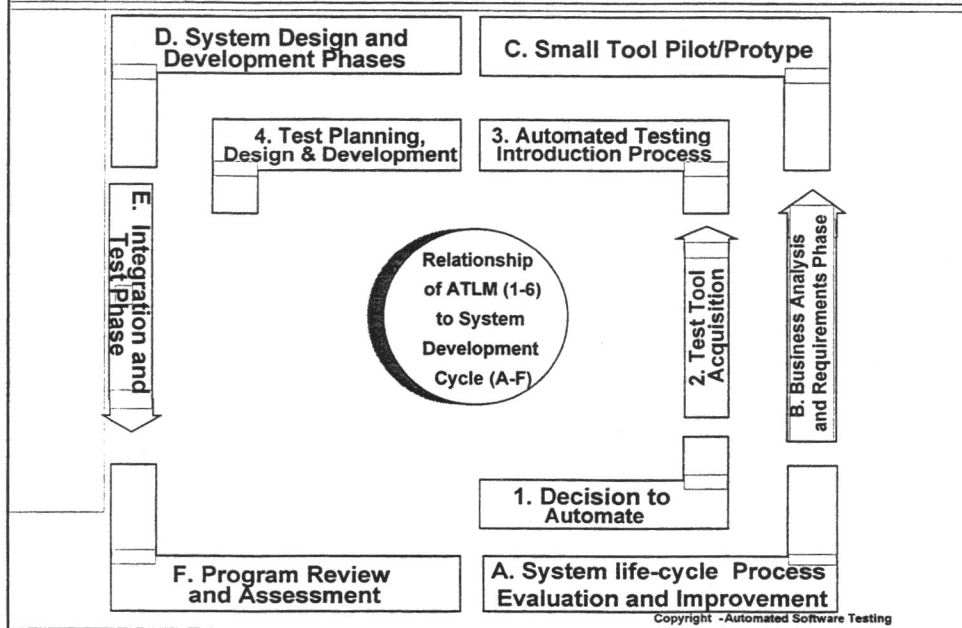 D. System Design and
Development Phases
C. Small Tool Pilot/Protype
4. Test Planning,
Design & Development
3. Automated Testing
Introduction Process
E. Integration and
Test Phase
Relationship
of ATLM (1-6)
to System
Development
Cycle (A-F)
2. Test Tool
Acquisition
B. Business Analysis
and Requirements Phase
1. Decision to
Automate
F. Program Review
and Assessment
A. System life-cycle Process
Evaluation and Improvement
Copyright -Automated Software Testing